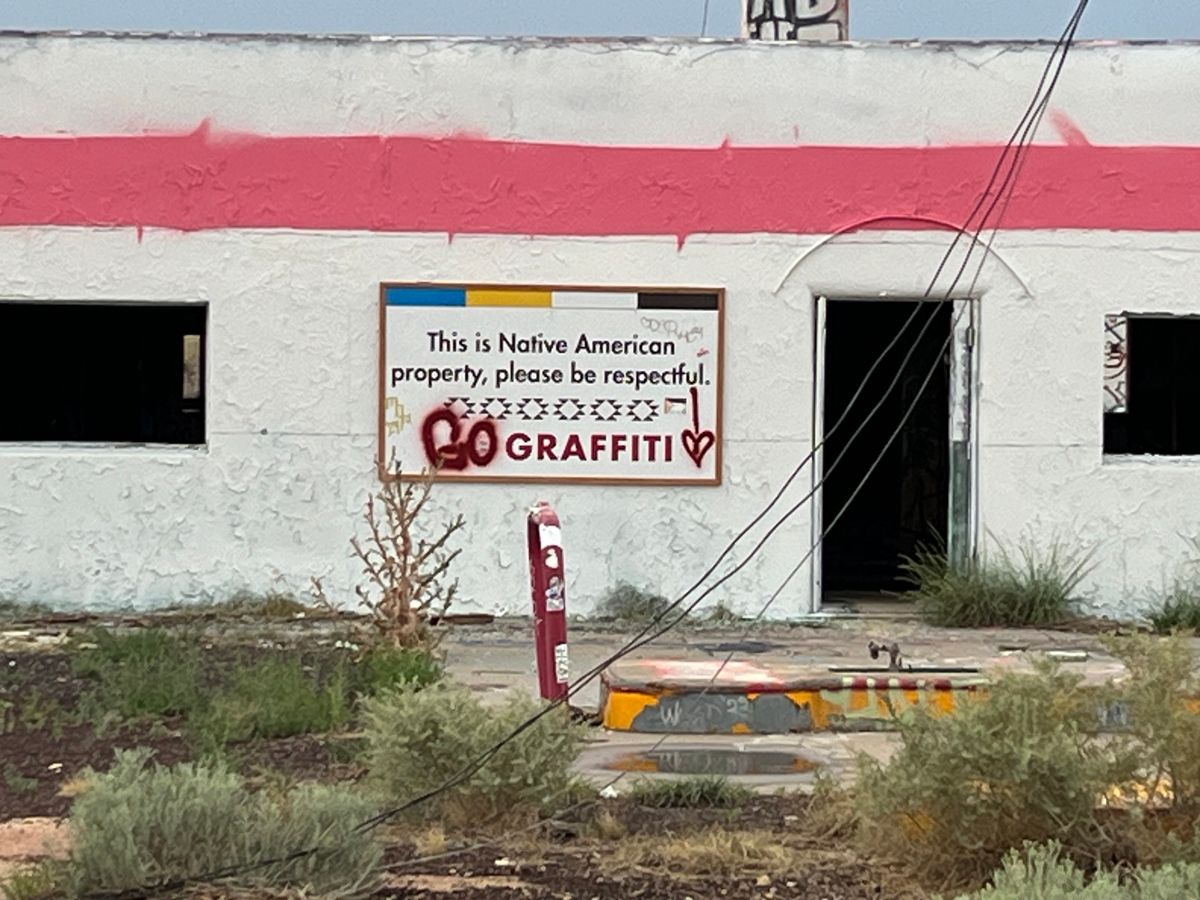 This is Native American
property, please be respectful.
GO GRAFFITI